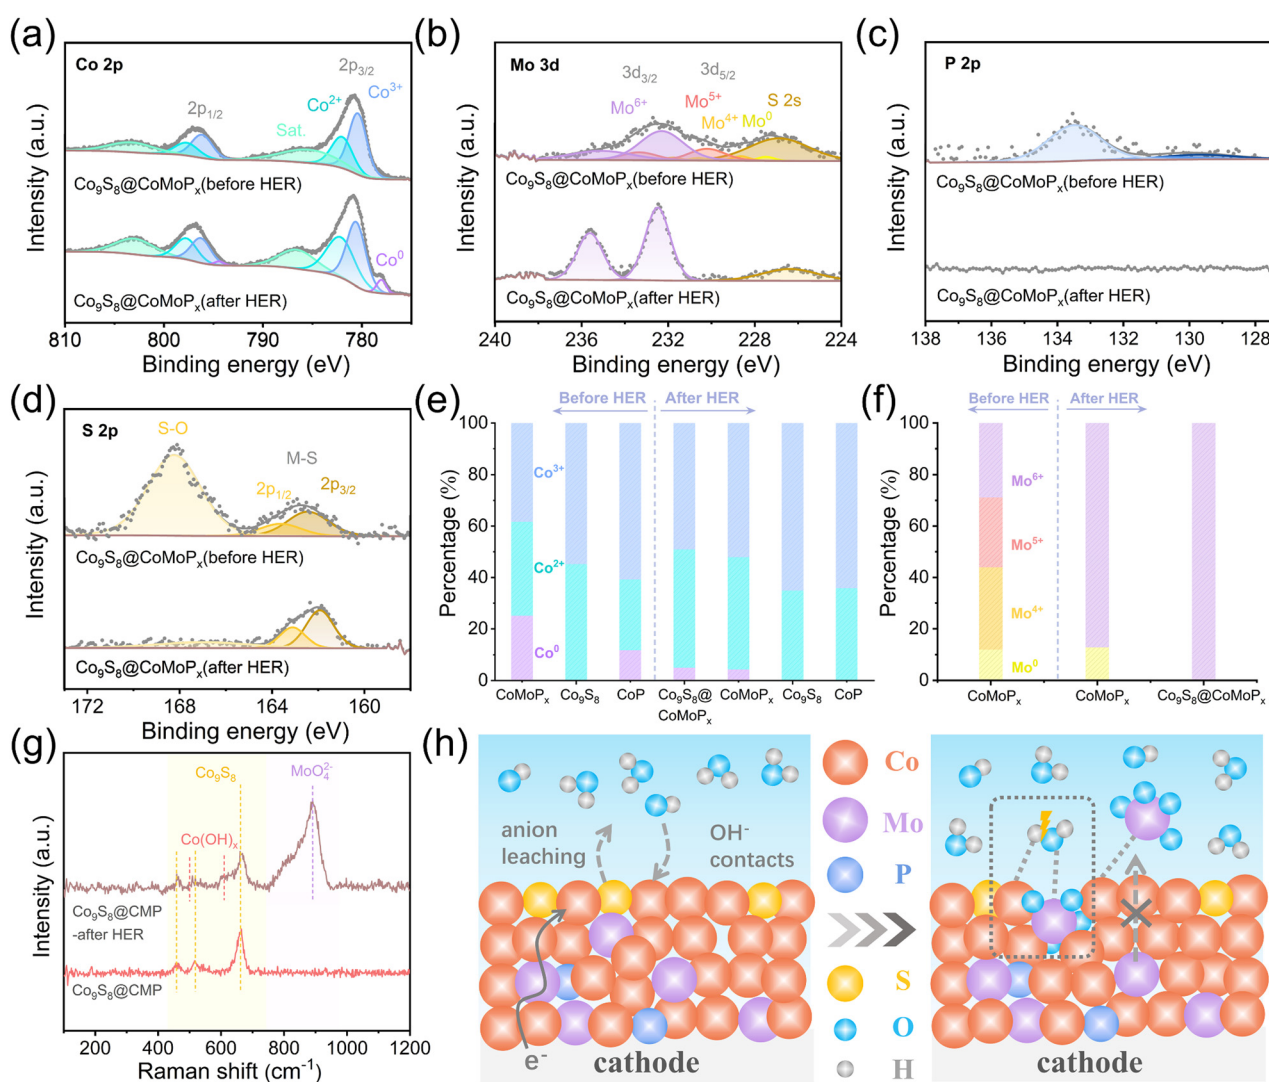 (a)
Co 2p
2p3/2
Co2+ Co3+
2p1/2
Sat.
Co9S8@CoMoPx(before HER)
Co0
Co9S8@CoMoPx(after HER)
Intensity (a.u.)
810 800 790 780
Binding energy (eV)
(b)
Mo 3d
3d3/2 3d5/2
Mo6+ Mo5+ S 2s
Mo4+ Mo0
Co9S8@CoMoPx(before HER)
Co9S8@CoMoPx(after HER)
Intensity (a.u.)
240 236 232 228 224
Binding energy (eV)
(c)
P 2p
Co9S8@CoMoPx(before HER)
Co9S8@CoMoPx(after HER)
Intensity (a.u.)
138 136 134 132 130 128
Binding energy (eV)
(d)
S 2p
S-O
M-S
2p1/2 2p3/2
Co9S8@CoMoPx(before HER)
Co9S8@CoMoPx(after HER)
Intensity (a.u.)
172 168 164 160
Binding energy (eV)
(e)
Before HER After HER
Percentage (%)
100
80
60
40
20
0
Co3+
Co2+
Co0
CoMoPx Co9S8 CoP Co9S8@ CoMoPx Co9S8 CoP
CoMoPx
(f)
Before HER After HER
Percentage (%)
100
80
60
40
20
0
Mo6+
Mo5+
Mo4+
Mo0
CoMoPx CoMoPx Co9S8@CoMoPx
(g)
Co9S8 MoO42-
Co(OH)x
Co9S8@CMP
-after HER
Co9S8@CMP
Intensity (a.u.)
200 400 600 800 1000 1200
Raman shift (cm-1)
(h)
anion
leaching
OH-
contacts
e-
cathode
Co
Mo
P
S
O
H
cathode